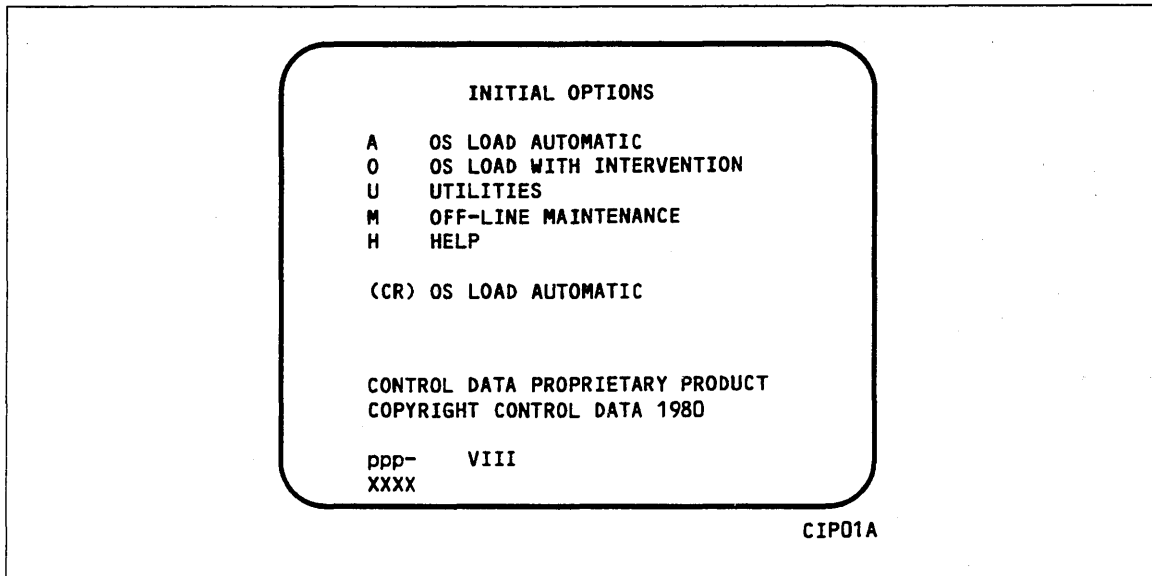 INITIAL OPTIONS
A OS LOAD AUTOMATIC
O OS LOAD WITH INTERVENTION
U UTILITIES
M OFF-LINE MAINTENANCE
H HELP
(CR) OS LOAD AUTOMATIC
CONTROL DATA PROPRIETARY PRODUCT
COPYRIGHT CONTROL DATA 1980
ppp- VIII
XXXX
CIP01A